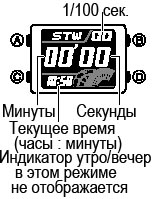 1/100 сек.
A B
STW 00
00'00
C D
10:50
Минуты Секунды
Текущее время
(часы : минуты)
Индикатор утро/вечер
в этом режиме
не отображается